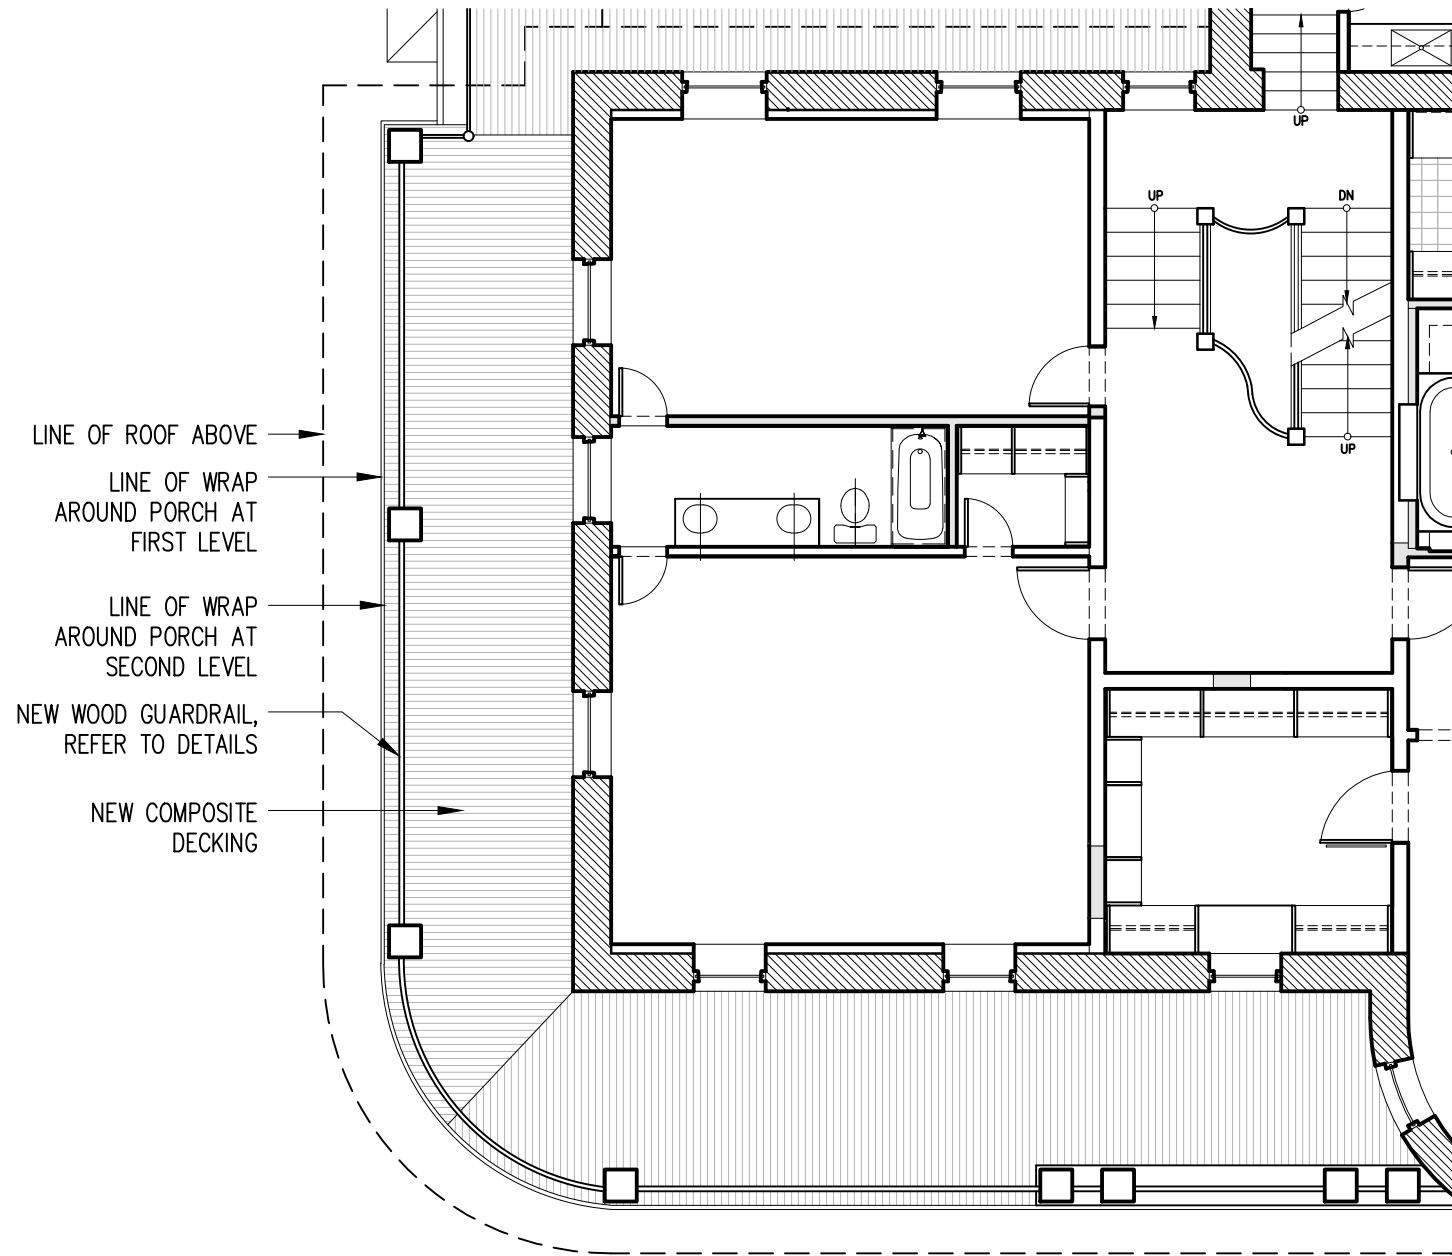 UP
UP
DN
UP
LINE OF ROOF ABOVE
LINE OF WRAP
AROUND PORCH AT
FIRST LEVEL
LINE OF WRAP
AROUND PORCH AT
SECOND LEVEL
NEW WOOD GUARDRAIL,
REFER TO DETAILS
NEW COMPOSITE
DECKING